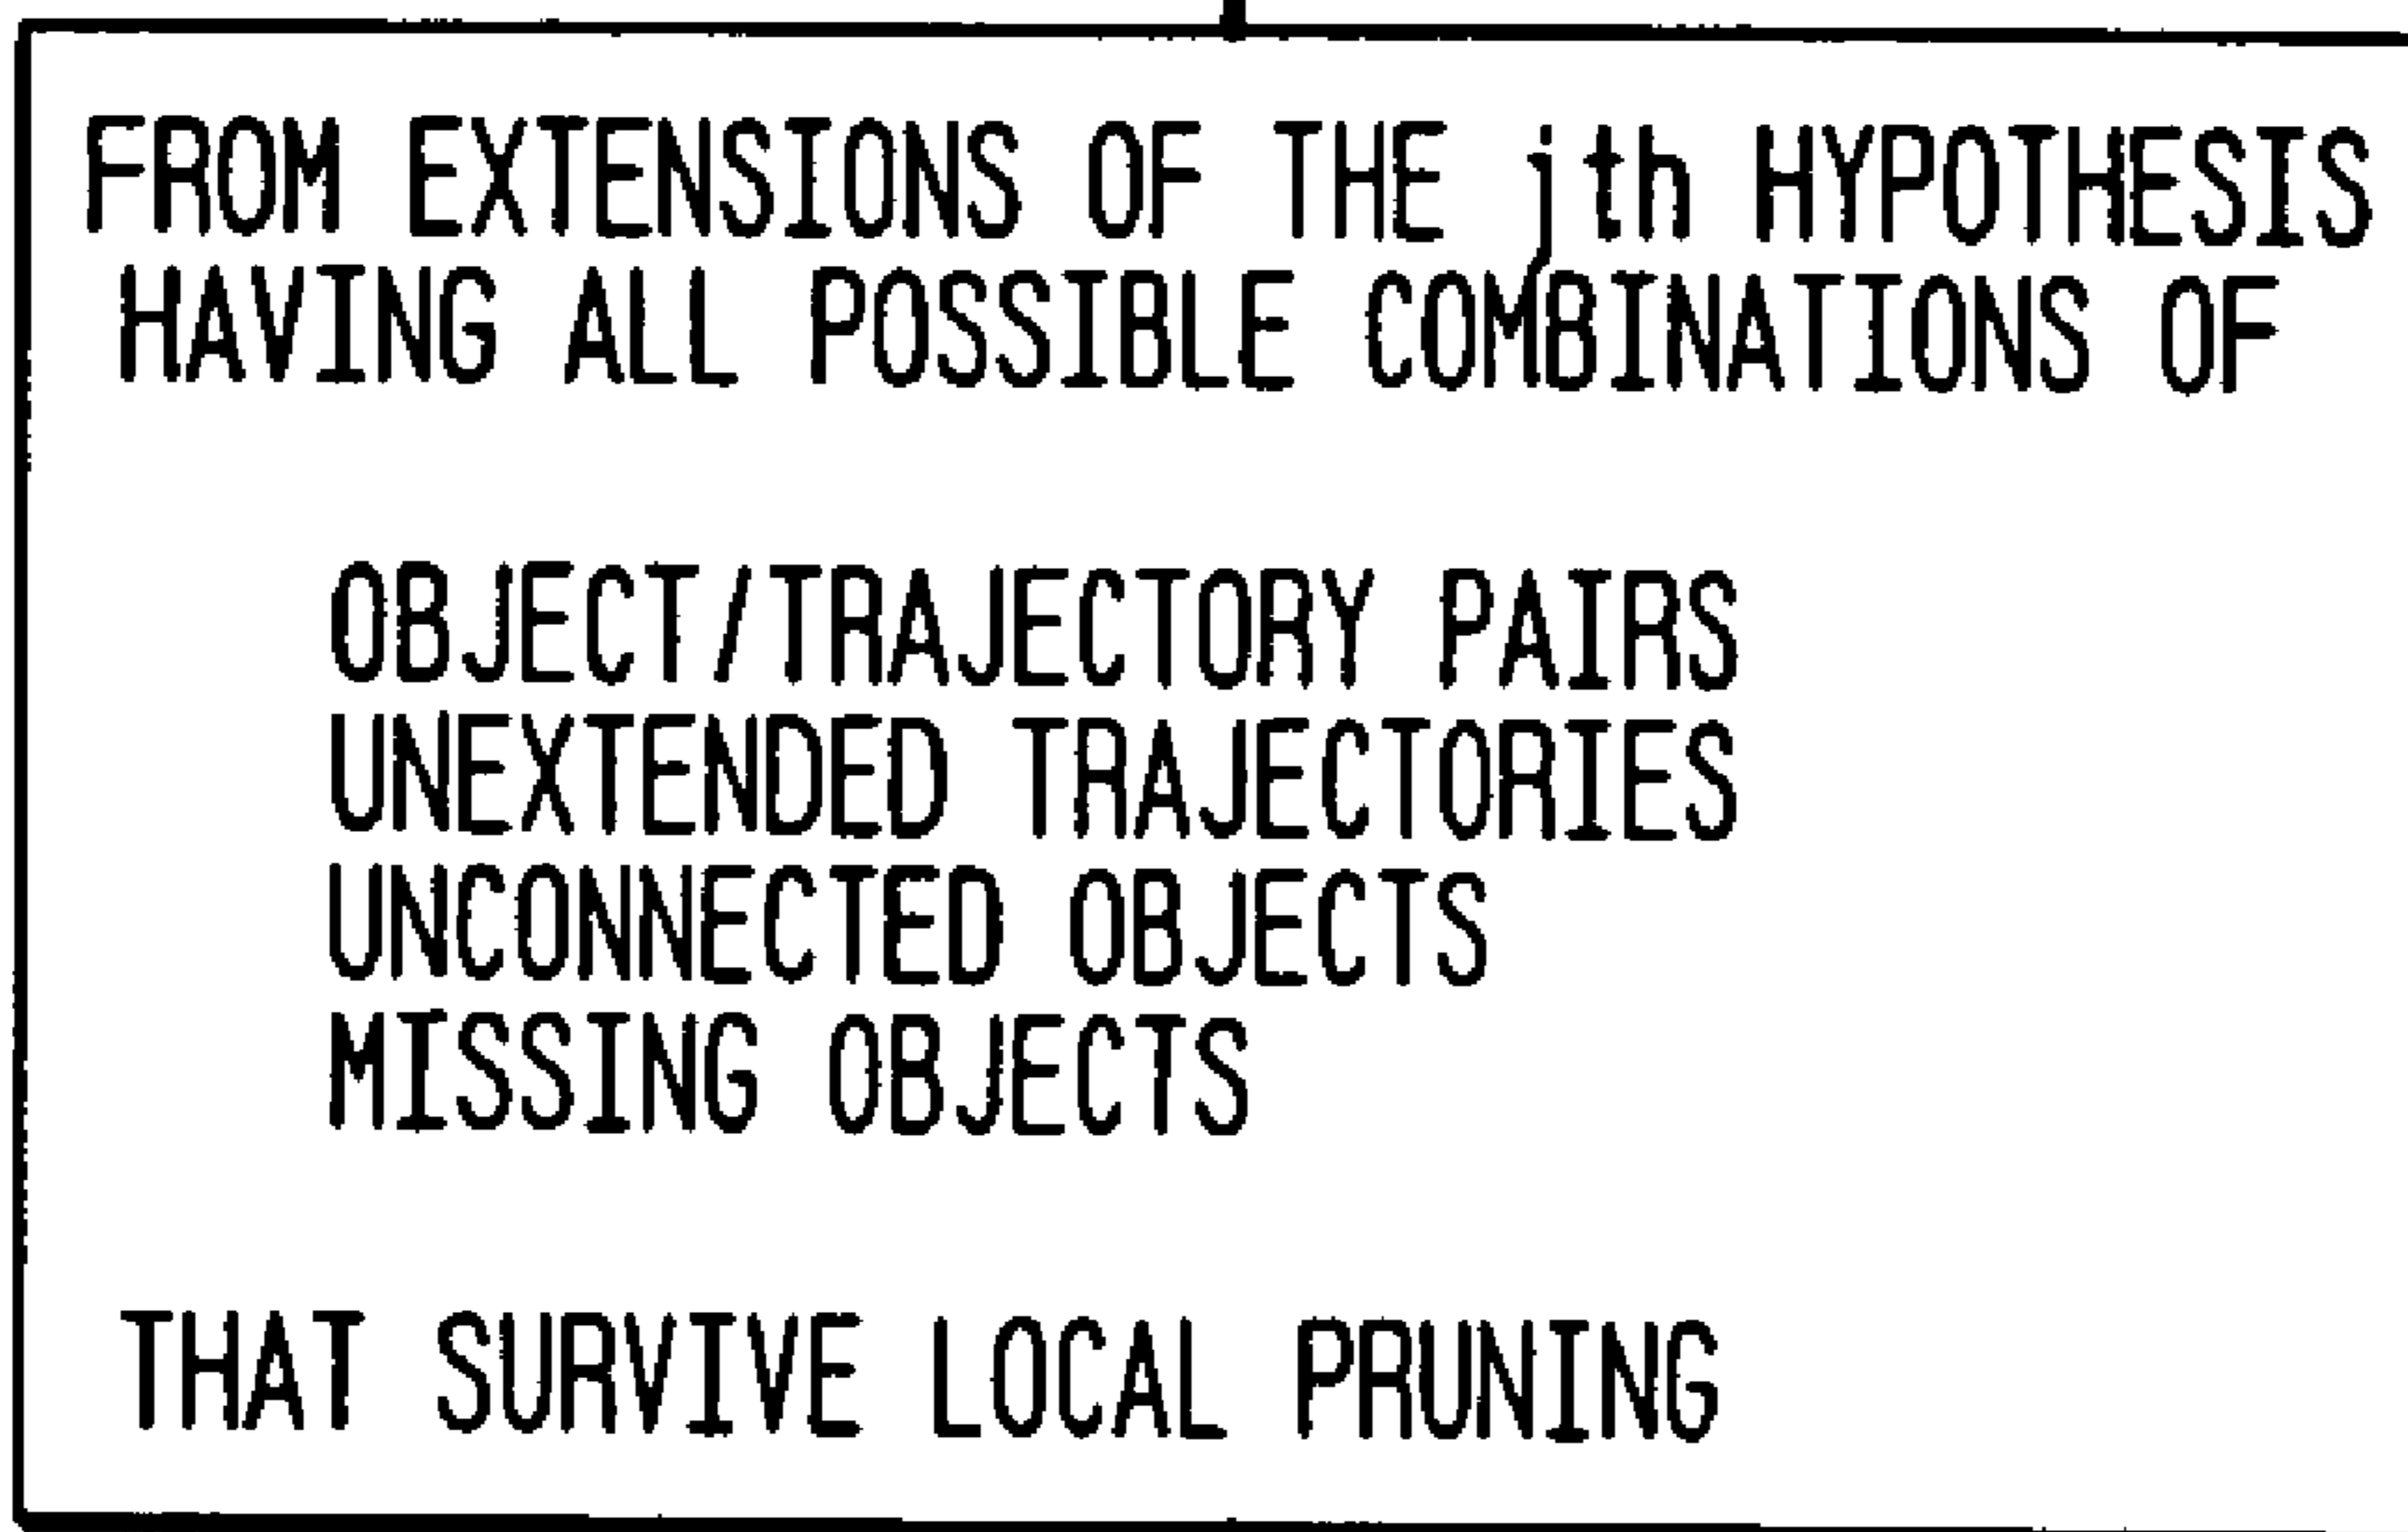 FROM EXTENSIONS OF THE jth HYPOTHESIS
HAVING ALL POSSIBLE COMBINATIONS OF
OBJECT/TRAJECTORY PAIRS
UNEXTENDED TRAJECTORIES
UNCONNECTED OBJECTS
MISSING OBJECTS
THAT SURVIVE LOCAL PRUNING